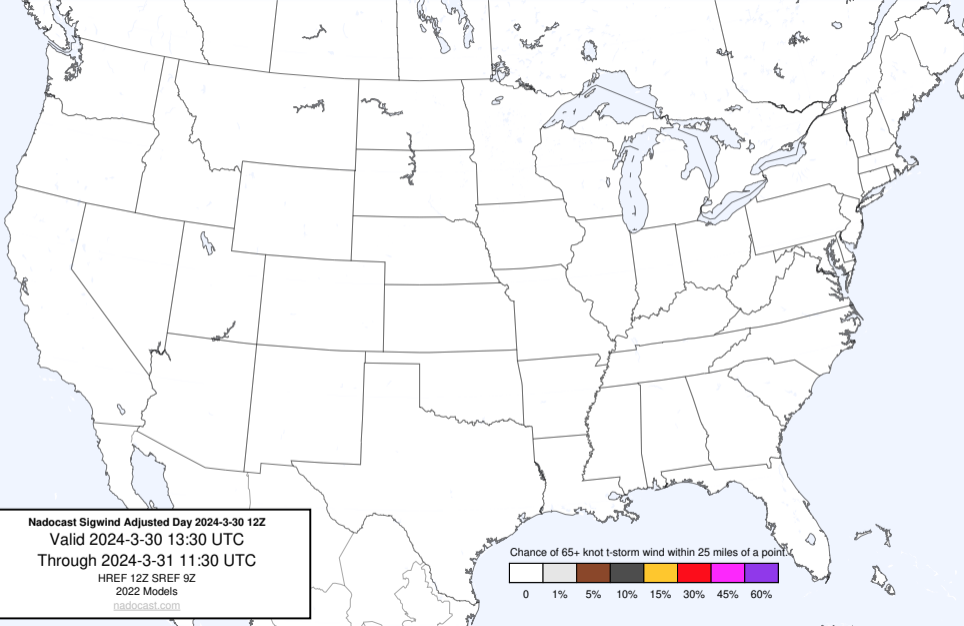 Nadocast Sigwind Adjusted Day 2024-3-30 12Z
Valid 2024-3-30 13:30 UTC
Through 2024-3-31 11:30 UTC
HREF 12Z SREF 9Z
2022 Models
nadocast.com
Chance of 65+ knot t-storm wind within 25 miles of a point.
0 1% 5% 10% 15% 30% 45% 60%